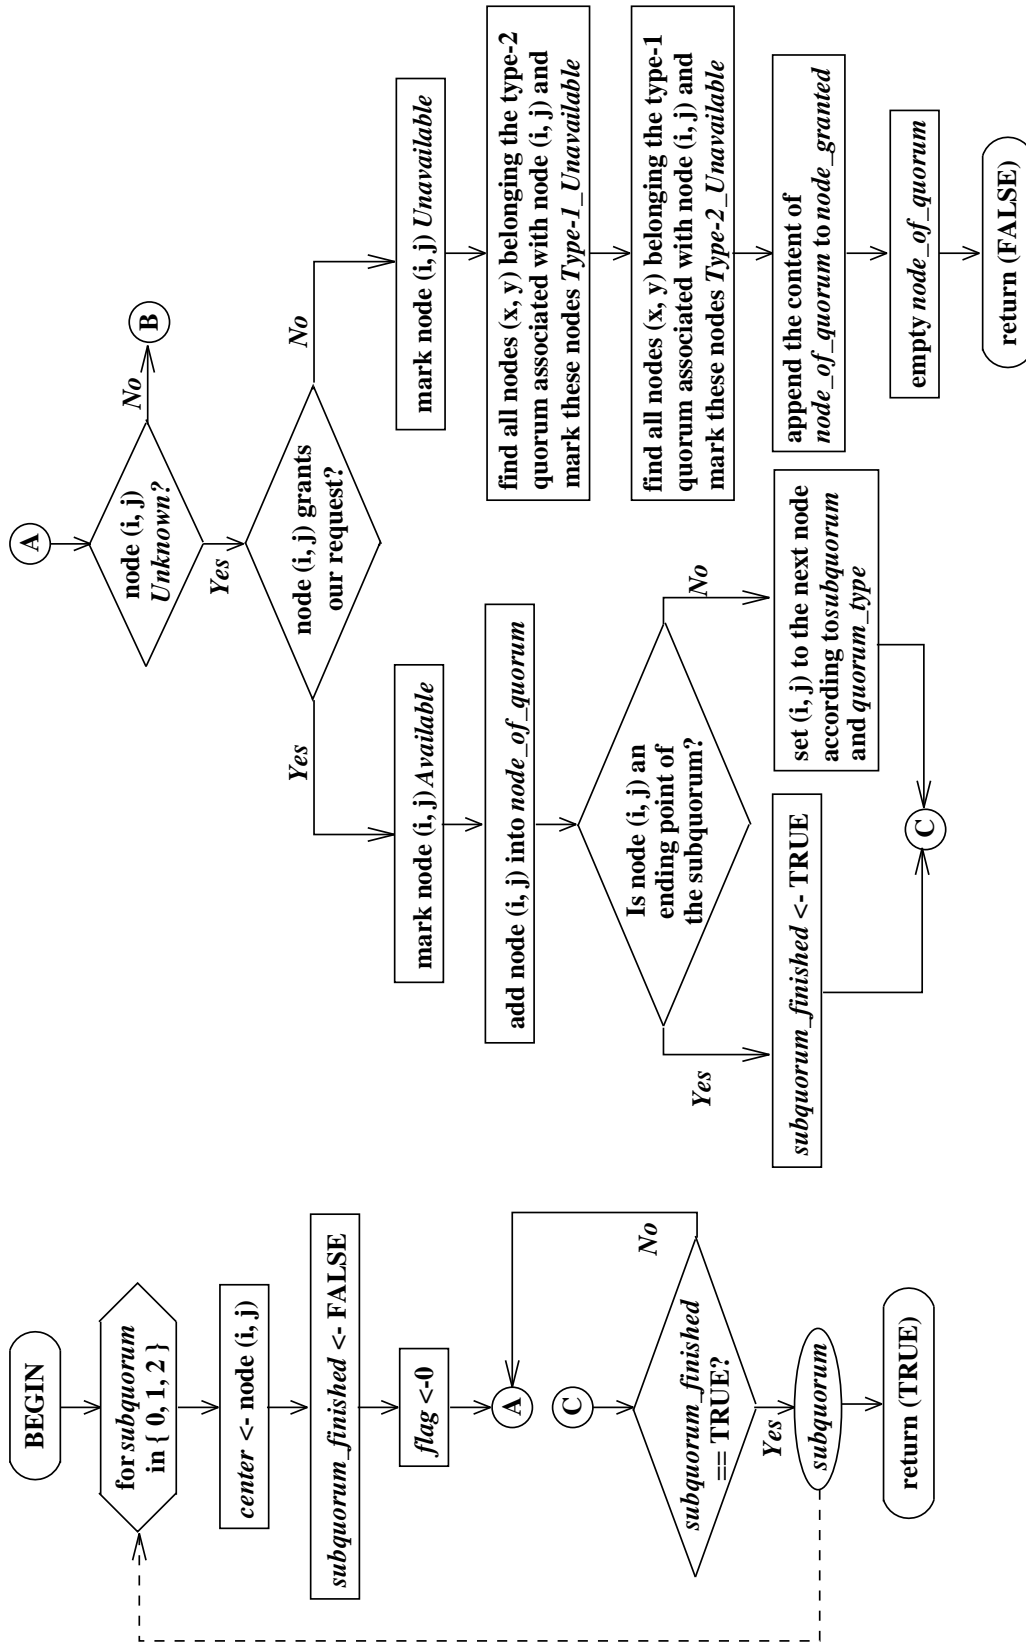 BEGIN
for subquorum
in { 0, 1, 2 }
center <- node (i, j)
subquorum_finished <- FALSE
flag <-0
A
C
subquorum_finished
== TRUE?
No
Yes
subquorum
return (TRUE)
A
node (i, j)
Unknown?
No
B
Yes
node (i, j) grants
our request?
Yes
No
mark node (i, j) Available
add node (i, j) into node_of_quorum
Is node (i, j) an
ending point of
the subquorum?
Yes
No
subquorum_finished <- TRUE
set (i, j) to the next node
according tosubquorum
and quorum_type
C
mark node (i, j) Unavailable
find all nodes (x, y) belonging the type-2
quorum associated with node (i, j) and
mark these nodes Type-1_Unavailable
find all nodes (x, y) belonging the type-1
quorum associated with node (i, j) and
mark these nodes Type-2_Unavailable
append the content of
node_of_quorum to node_granted
empty node_of_quorum
return (FALSE)